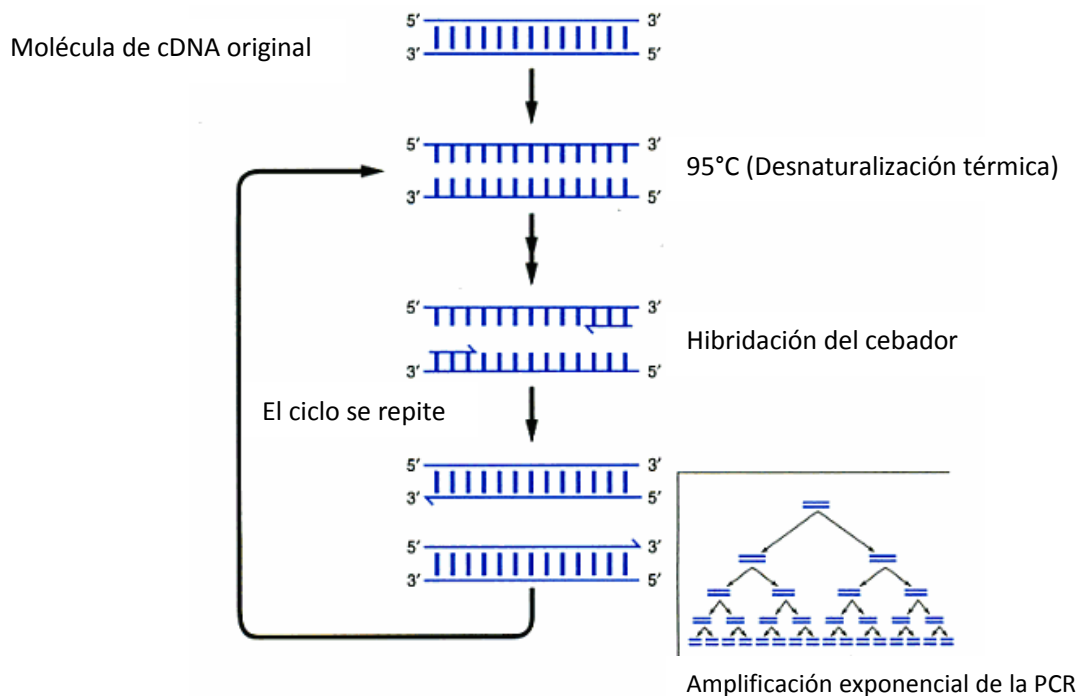 5' 3'
Molécula de cDNA original
3' 5'
5' 3'
95°C (Desnaturalización térmica)
3' 5'
5' 3'
Hibridación del cebador
3' 5'
El ciclo se repite
5' 3'
3' 5'
5' 3'
3' 5'
Amplificación exponencial de la PCR